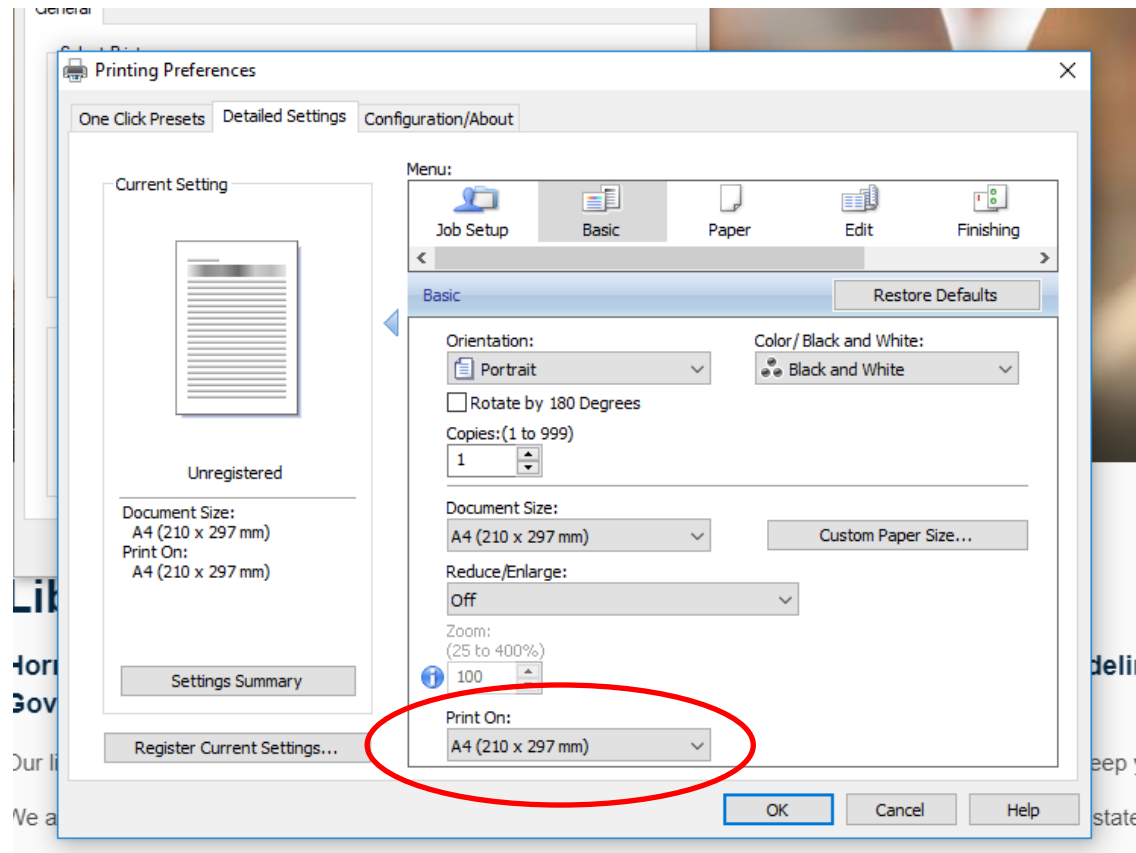 General
Printing Preferences
One Click Presets Detailed Settings Configuration/About
Current Setting
Unregistered
Document Size:
A4 (210 x 297 mm)
Print On:
A4 (210 x 297 mm)
Settings Summary
Register Current Settings...
Menu:
Job Setup Basic Paper Edit Finishing
Basic Restore Defaults
Orientation: Color/Black and White:
Portrait Black and White
Rotate by 180 Degrees
Copies:(1 to 999)
1
Document Size:
A4 (210 x 297 mm) Custom Paper Size...
Reduce/Enlarge:
Off
Zoom:
(25 to 400%)
100
Print On:
A4 (210 x 297 mm)
OK Cancel Help
Our
We